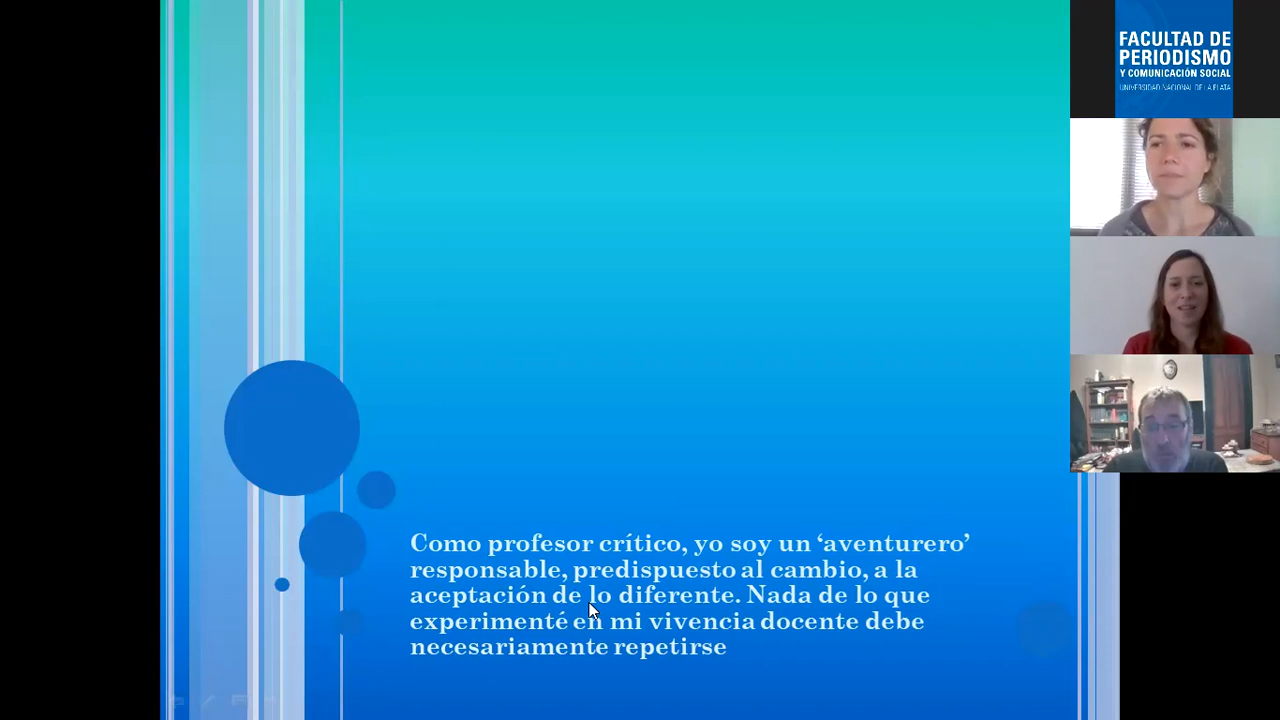 FACULTAD DE
PERIODISMO
Y COMUNICACIÓN SOCIAL
UNIVERSIDAD NACIONAL DE LA PLATA
Como profesor crítico, yo soy un ‘aventurero’
responsable, predispuesto al cambio, a la
aceptación de lo diferente. Nada de lo que
experimenté en mi vivencia docente debe
necesariamente repetirse